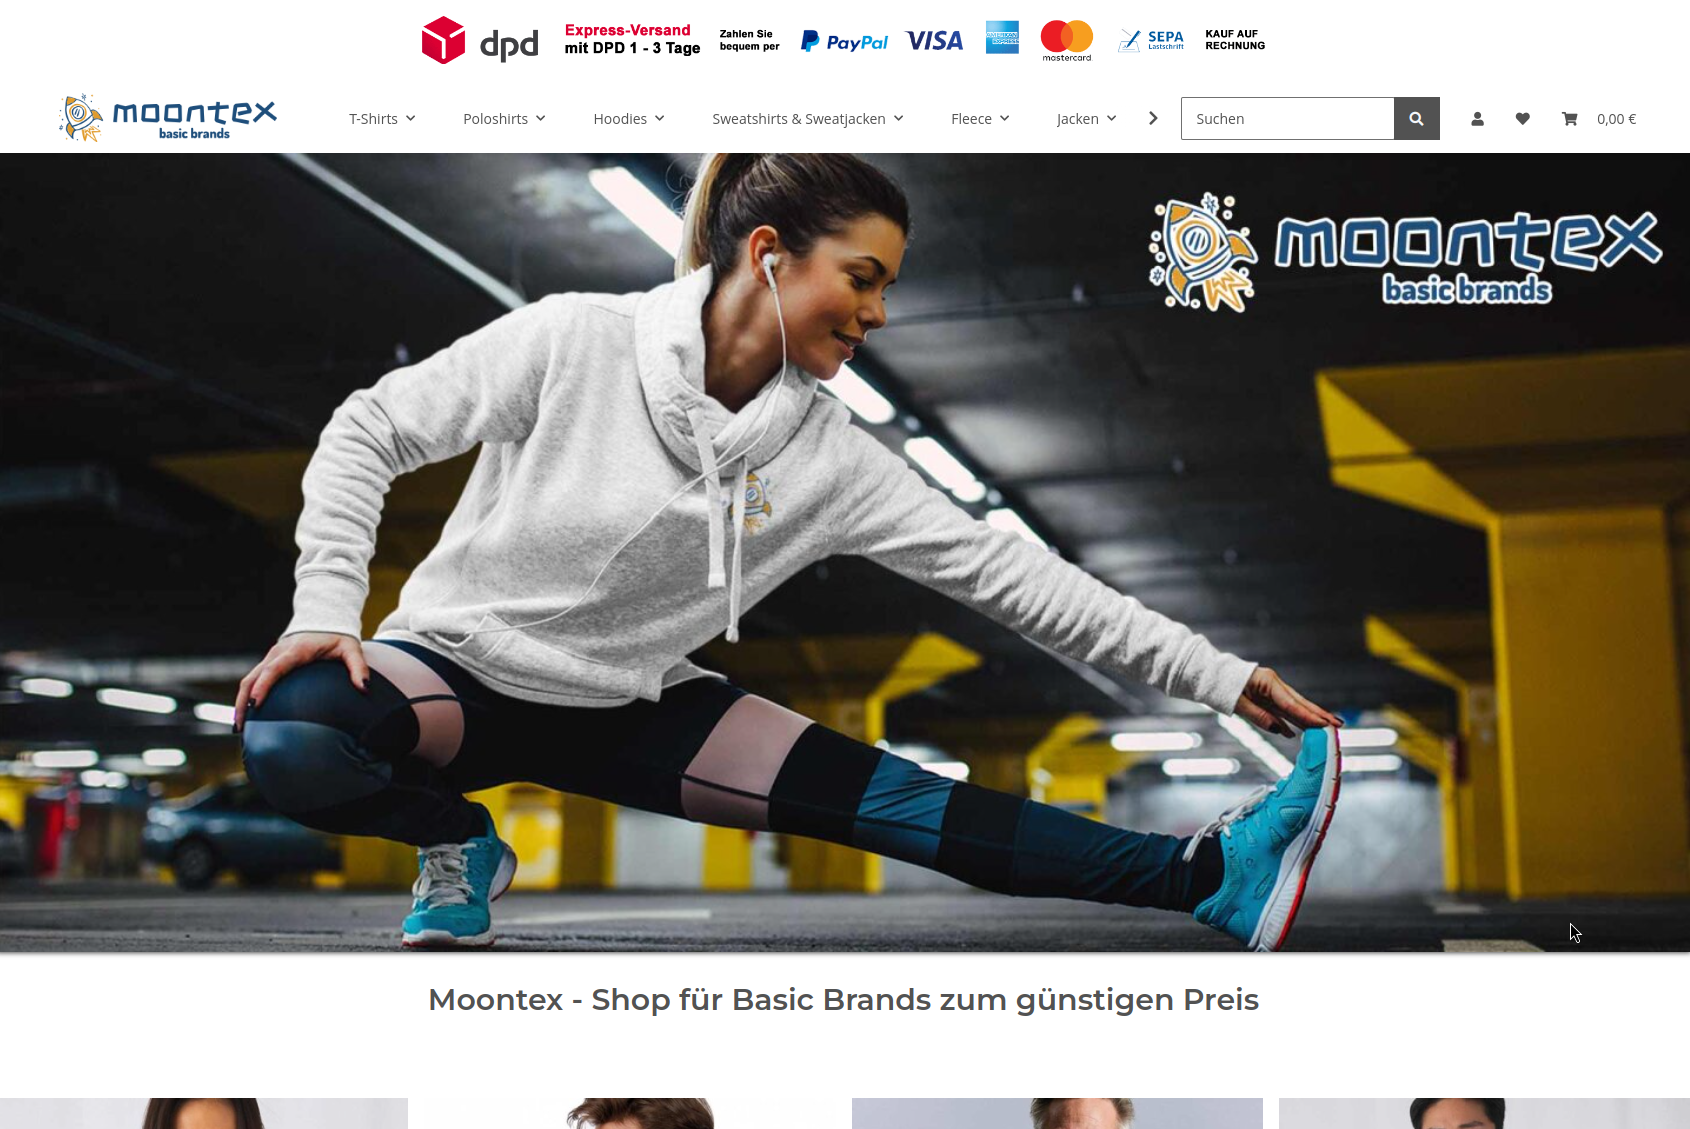 dpd
Express-Versand
mit DPD 1 - 3 Tage
Zahlen Sie
bequem per
PayPal
VISA
AMERICAN
EXPRESS
mastercard
SEPA
Lastschrift
KAUF AUF
RECHNUNG
moontex
basic brands
T-Shirts
Poloshirts
Hoodies
Sweatshirts & Sweatjacken
Fleece
Jacken
Suchen
0,00 €
moontex
basic brands
Moontex - Shop für Basic Brands zum günstigen Preis